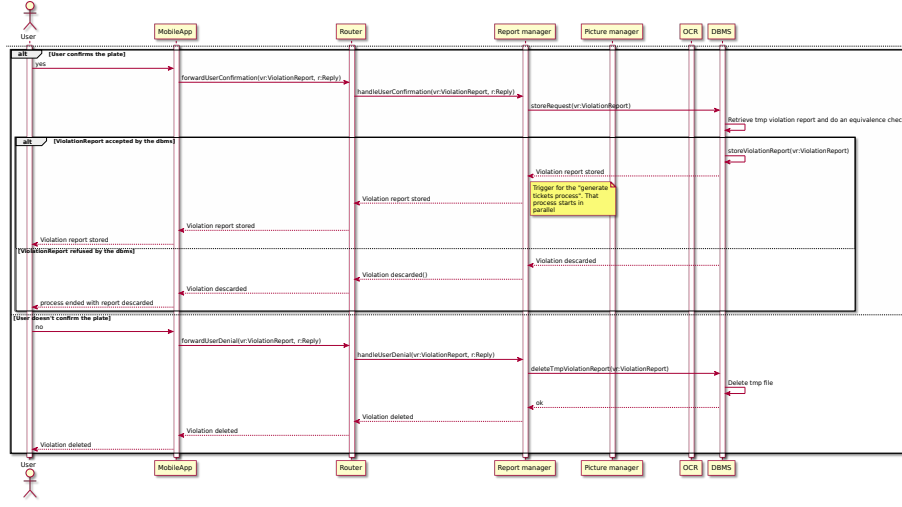 User
MobileApp
Router
Report manager
Picture manager
OCR
DBMS
alt
[User confirms the plate]
yes
forwardUserConfirmation(vr:ViolationReport, r:Reply)
handleUserConfirmation(vr:ViolationReport, r:Reply)
storeRequest(vr:ViolationReport)
Retrieve tmp violation report and do an equivalence chec
alt
[ViolationReport accepted by the dbms]
storeViolationReport(vr:ViolationReport)
Violation report stored
Trigger for the "generate
tickets process". That
process starts in
parallel
Violation report stored
Violation report stored
Violation report stored
[ViolationReport refused by the dbms]
Violation descarded
Violation descarded()
Violation descarded
process ended with report descarded
[User doesn't confirm the plate]
no
forwardUserDenial(vr:ViolationReport, r:Reply)
handleUserDenial(vr:ViolationReport, r:Reply)
deleteTmpViolationReport(vr:ViolationReport)
Delete tmp file
ok
Violation deleted
Violation deleted
Violation deleted
User
MobileApp
Router
Report manager
Picture manager
OCR
DBMS